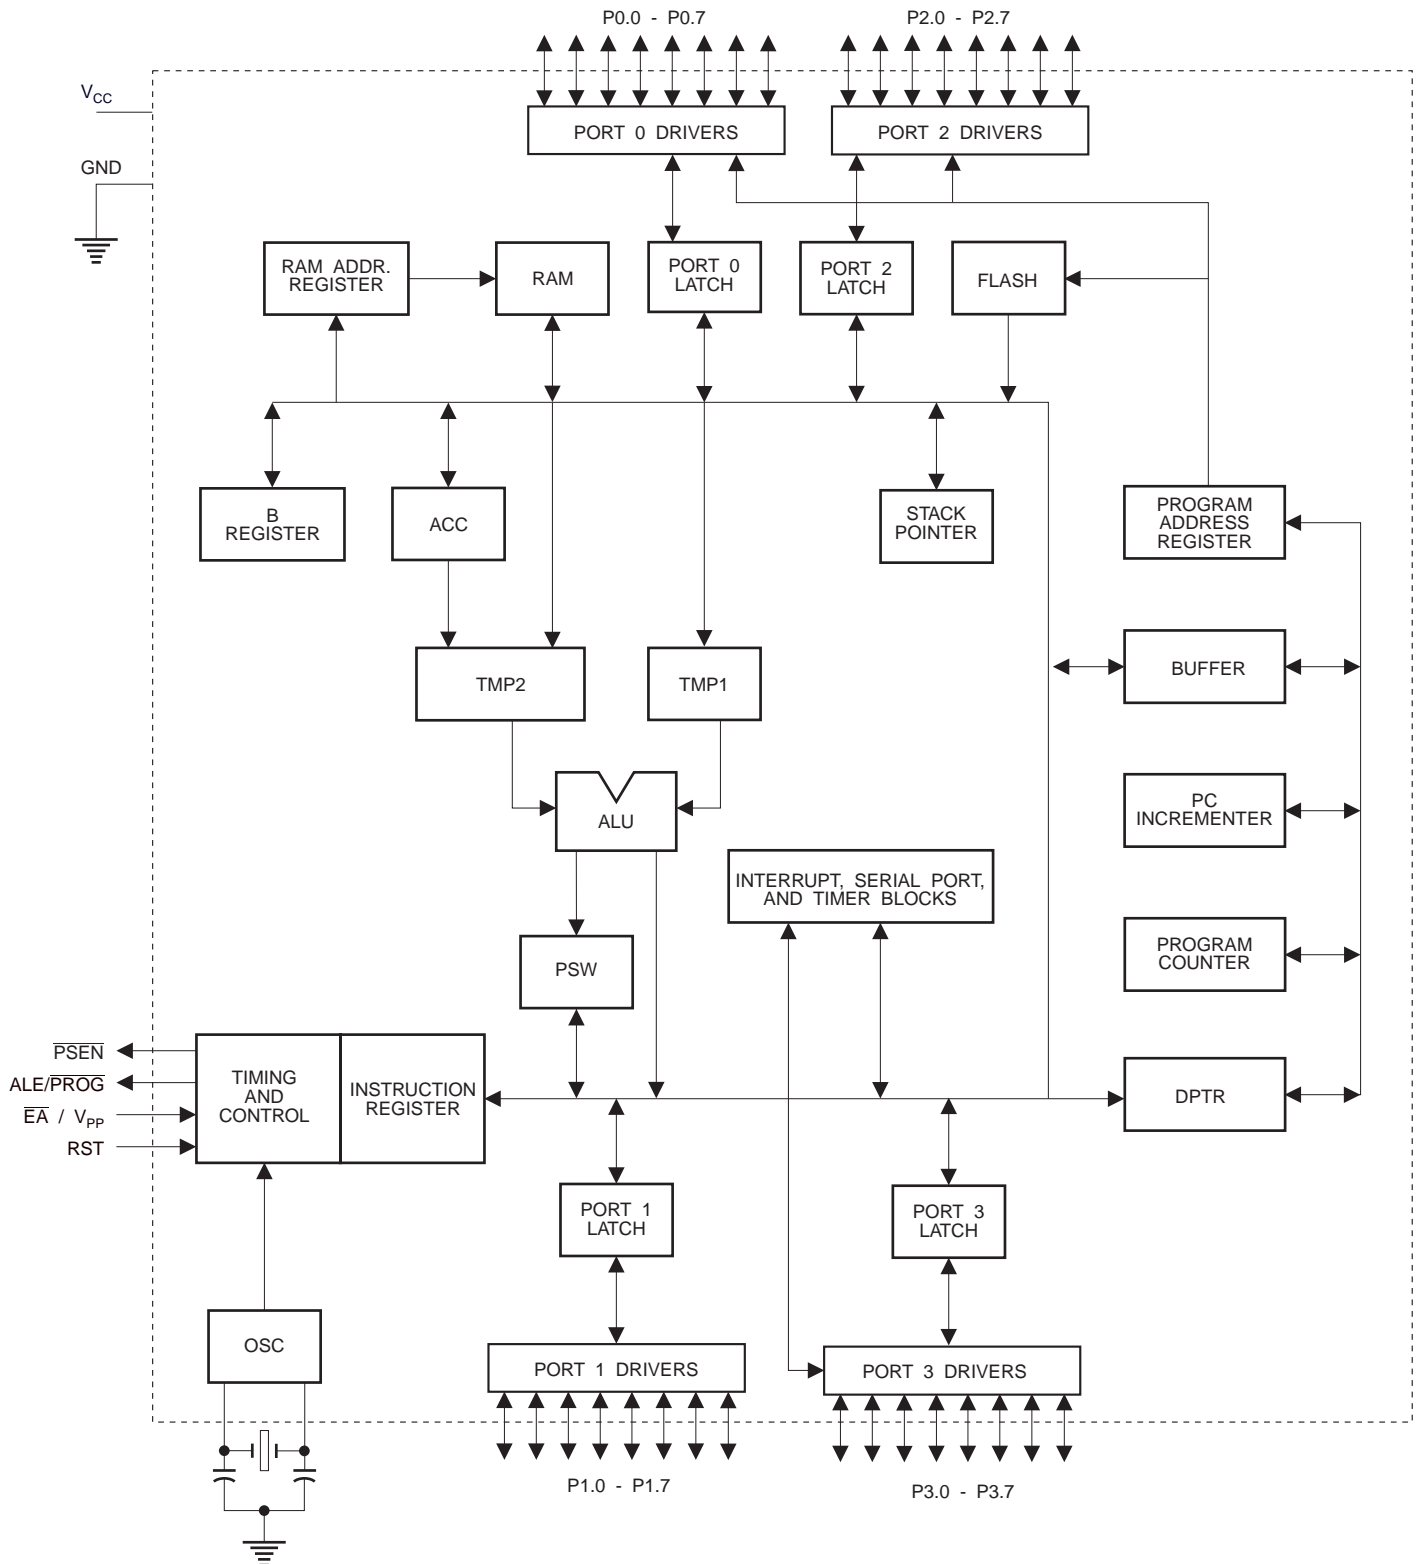 P0.0 - P0.7
P2.0 - P2.7
VCC
GND
PORT 0 DRIVERS
PORT 2 DRIVERS
RAM ADDR.
REGISTER
RAM
PORT 0
LATCH
PORT 2
LATCH
FLASH
B
REGISTER
ACC
STACK
POINTER
PROGRAM
ADDRESS
REGISTER
TMP2
TMP1
BUFFER
ALU
PC
INCREMENTER
INTERRUPT, SERIAL PORT,
AND TIMER BLOCKS
PSW
PROGRAM
COUNTER
PSEN
ALE/PROG
EA / VPP
RST
TIMING
AND
CONTROL
INSTRUCTION
REGISTER
DPTR
PORT 1
LATCH
PORT 3
LATCH
OSC
PORT 1 DRIVERS
PORT 3 DRIVERS
P1.0 - P1.7
P3.0 - P3.7